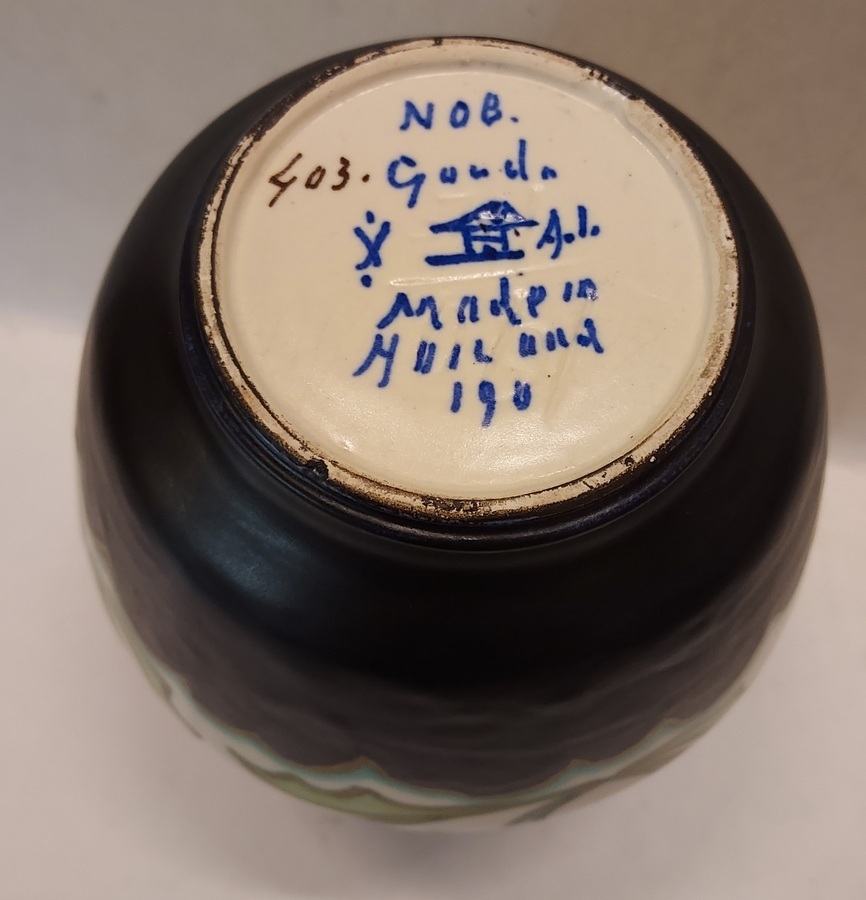 NOB.
403. Gouda
A.J.
Made in
Holland
190